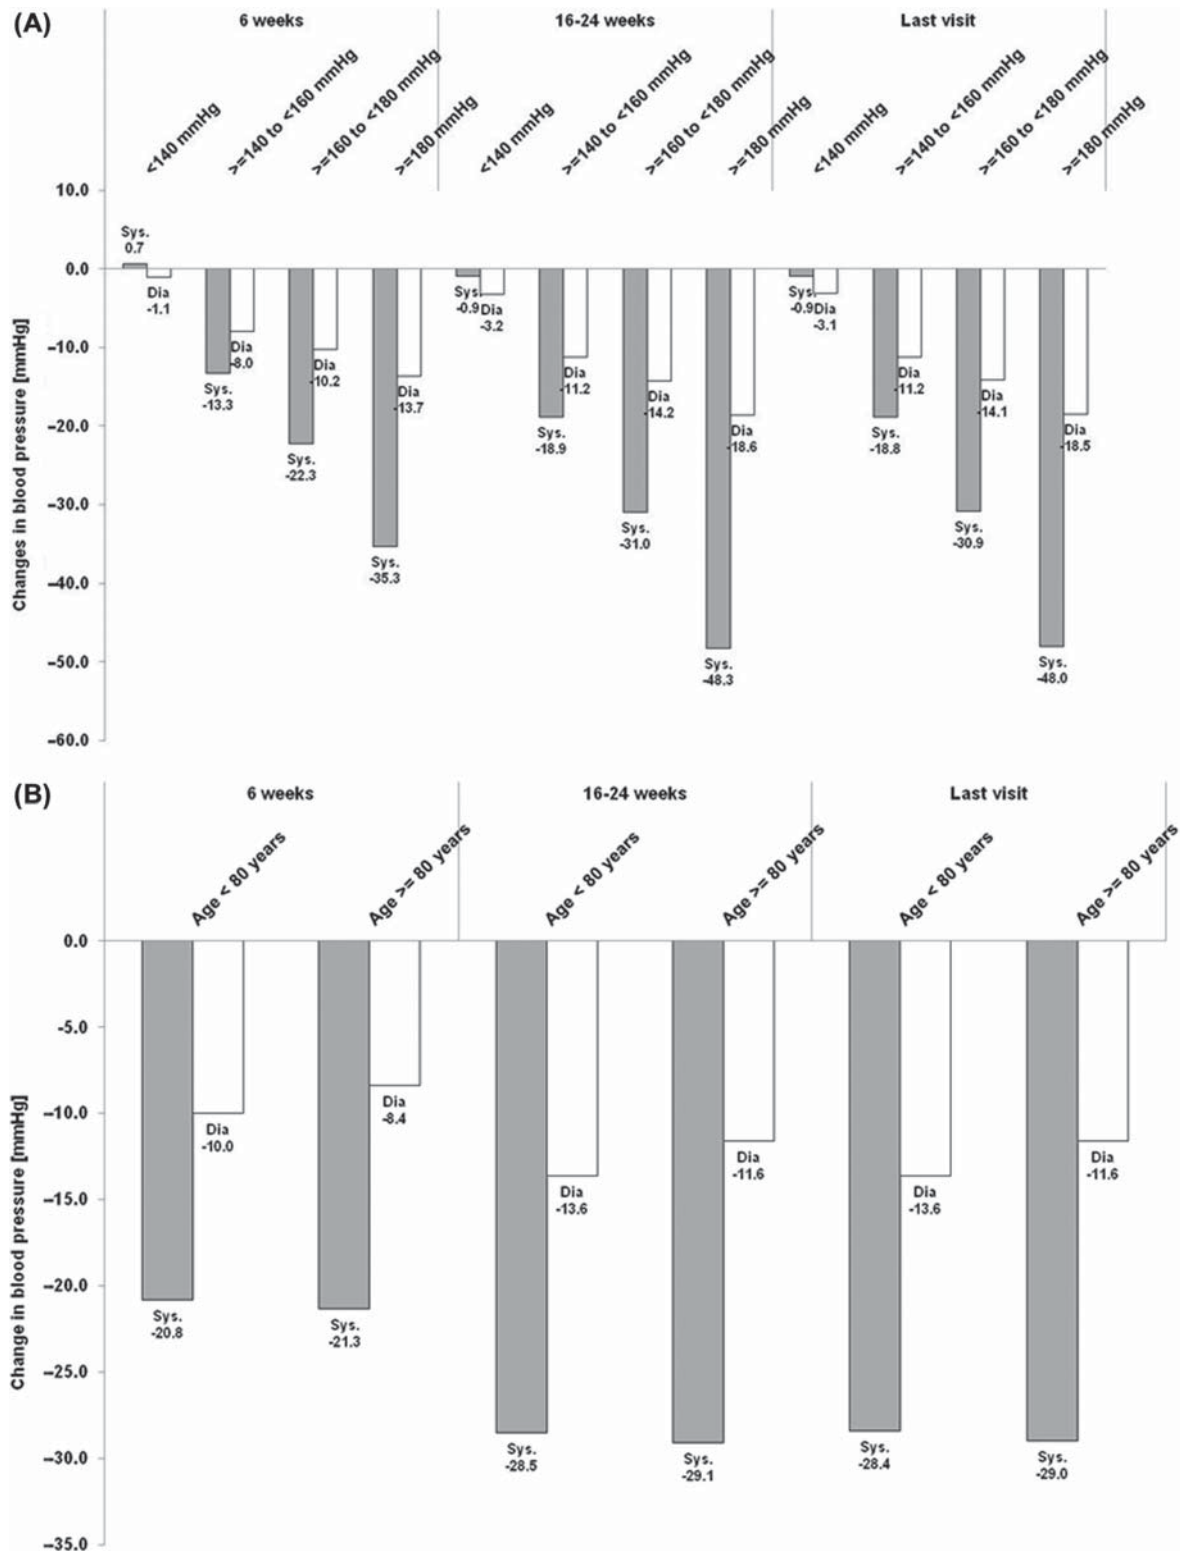 (A)
6 weeks
16-24 weeks
Last visit
<140 mmHg
>=140 to <160 mmHg
>=160 to <180 mmHg
>=180 mmHg
<140 mmHg
>=140 to <160 mmHg
>=160 to <180 mmHg
>=180 mmHg
<140 mmHg
>=140 to <160 mmHg
>=160 to <180 mmHg
>=180 mmHg
Changes in blood pressure [mmHg]
10.0
0.0
–10.0
–20.0
–30.0
–40.0
–50.0
–60.0
Sys.
0.7
Dia
-1.1
Sys.
-13.3
Dia
-8.0
Sys.
-22.3
Dia
-10.2
Sys.
-35.3
Dia
-13.7
Sys.
-0.9
Dia
-3.2
Sys.
-18.9
Dia
-11.2
Sys.
-31.0
Dia
-14.2
Sys.
-48.3
Dia
-18.6
Sys.
-0.9
Dia
-3.1
Sys.
-18.8
Dia
-11.2
Sys.
-30.9
Dia
-14.1
Sys.
-48.0
Dia
-18.5
(B)
6 weeks
16-24 weeks
Last visit
Age < 80 years
Age >= 80 years
Age < 80 years
Age >= 80 years
Age < 80 years
Age >= 80 years
Change in blood pressure [mmHg]
0.0
-5.0
–10.0
–15.0
–20.0
–25.0
–30.0
–35.0
Sys.
-20.8
Dia
-10.0
Sys.
-21.3
Dia
-8.4
Sys.
-28.5
Dia
-13.6
Sys.
-29.1
Dia
-11.6
Sys.
-28.4
Dia
-13.6
Sys.
-29.0
Dia
-11.6